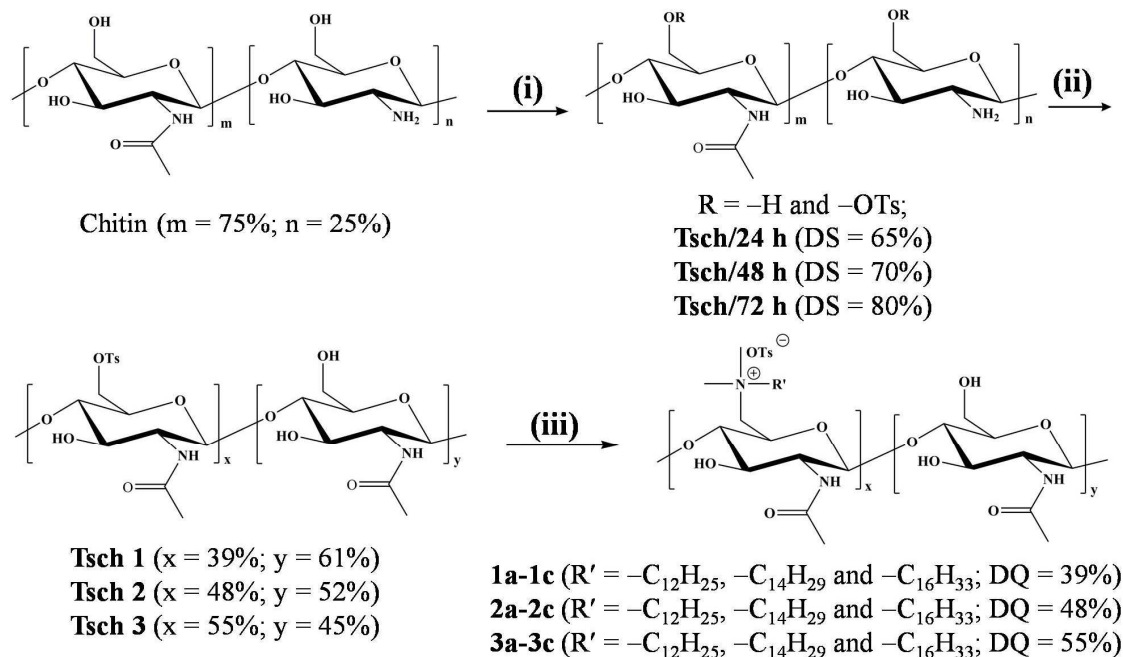 OH
OH
O
O
O
O
HO
HO
NH
NH₂
m
n
O
Chitin (m = 75%; n = 25%)
(i)
OR
OR
O
O
O
O
HO
HO
NH
NH₂
m
n
O
(ii)
R = –H and –OTs;
Tsch/24 h (DS = 65%)
Tsch/48 h (DS = 70%)
Tsch/72 h (DS = 80%)
OTs
OH
O
O
O
O
HO
HO
NH
NH
x
y
O
O
Tsch 1 (x = 39%; y = 61%)
Tsch 2 (x = 48%; y = 52%)
Tsch 3 (x = 55%; y = 45%)
(iii)
OTs ⊖
N ⊕ R'
OH
O
O
O
O
HO
HO
NH
NH
x
y
O
O
1a-1c (R′ = –C₁₂H₂₅, –C₁₄H₂₉ and –C₁₆H₃₃; DQ = 39%)
2a-2c (R′ = –C₁₂H₂₅, –C₁₄H₂₉ and –C₁₆H₃₃; DQ = 48%)
3a-3c (R′ = –C₁₂H₂₅, –C₁₄H₂₉ and –C₁₆H₃₃; DQ = 55%)